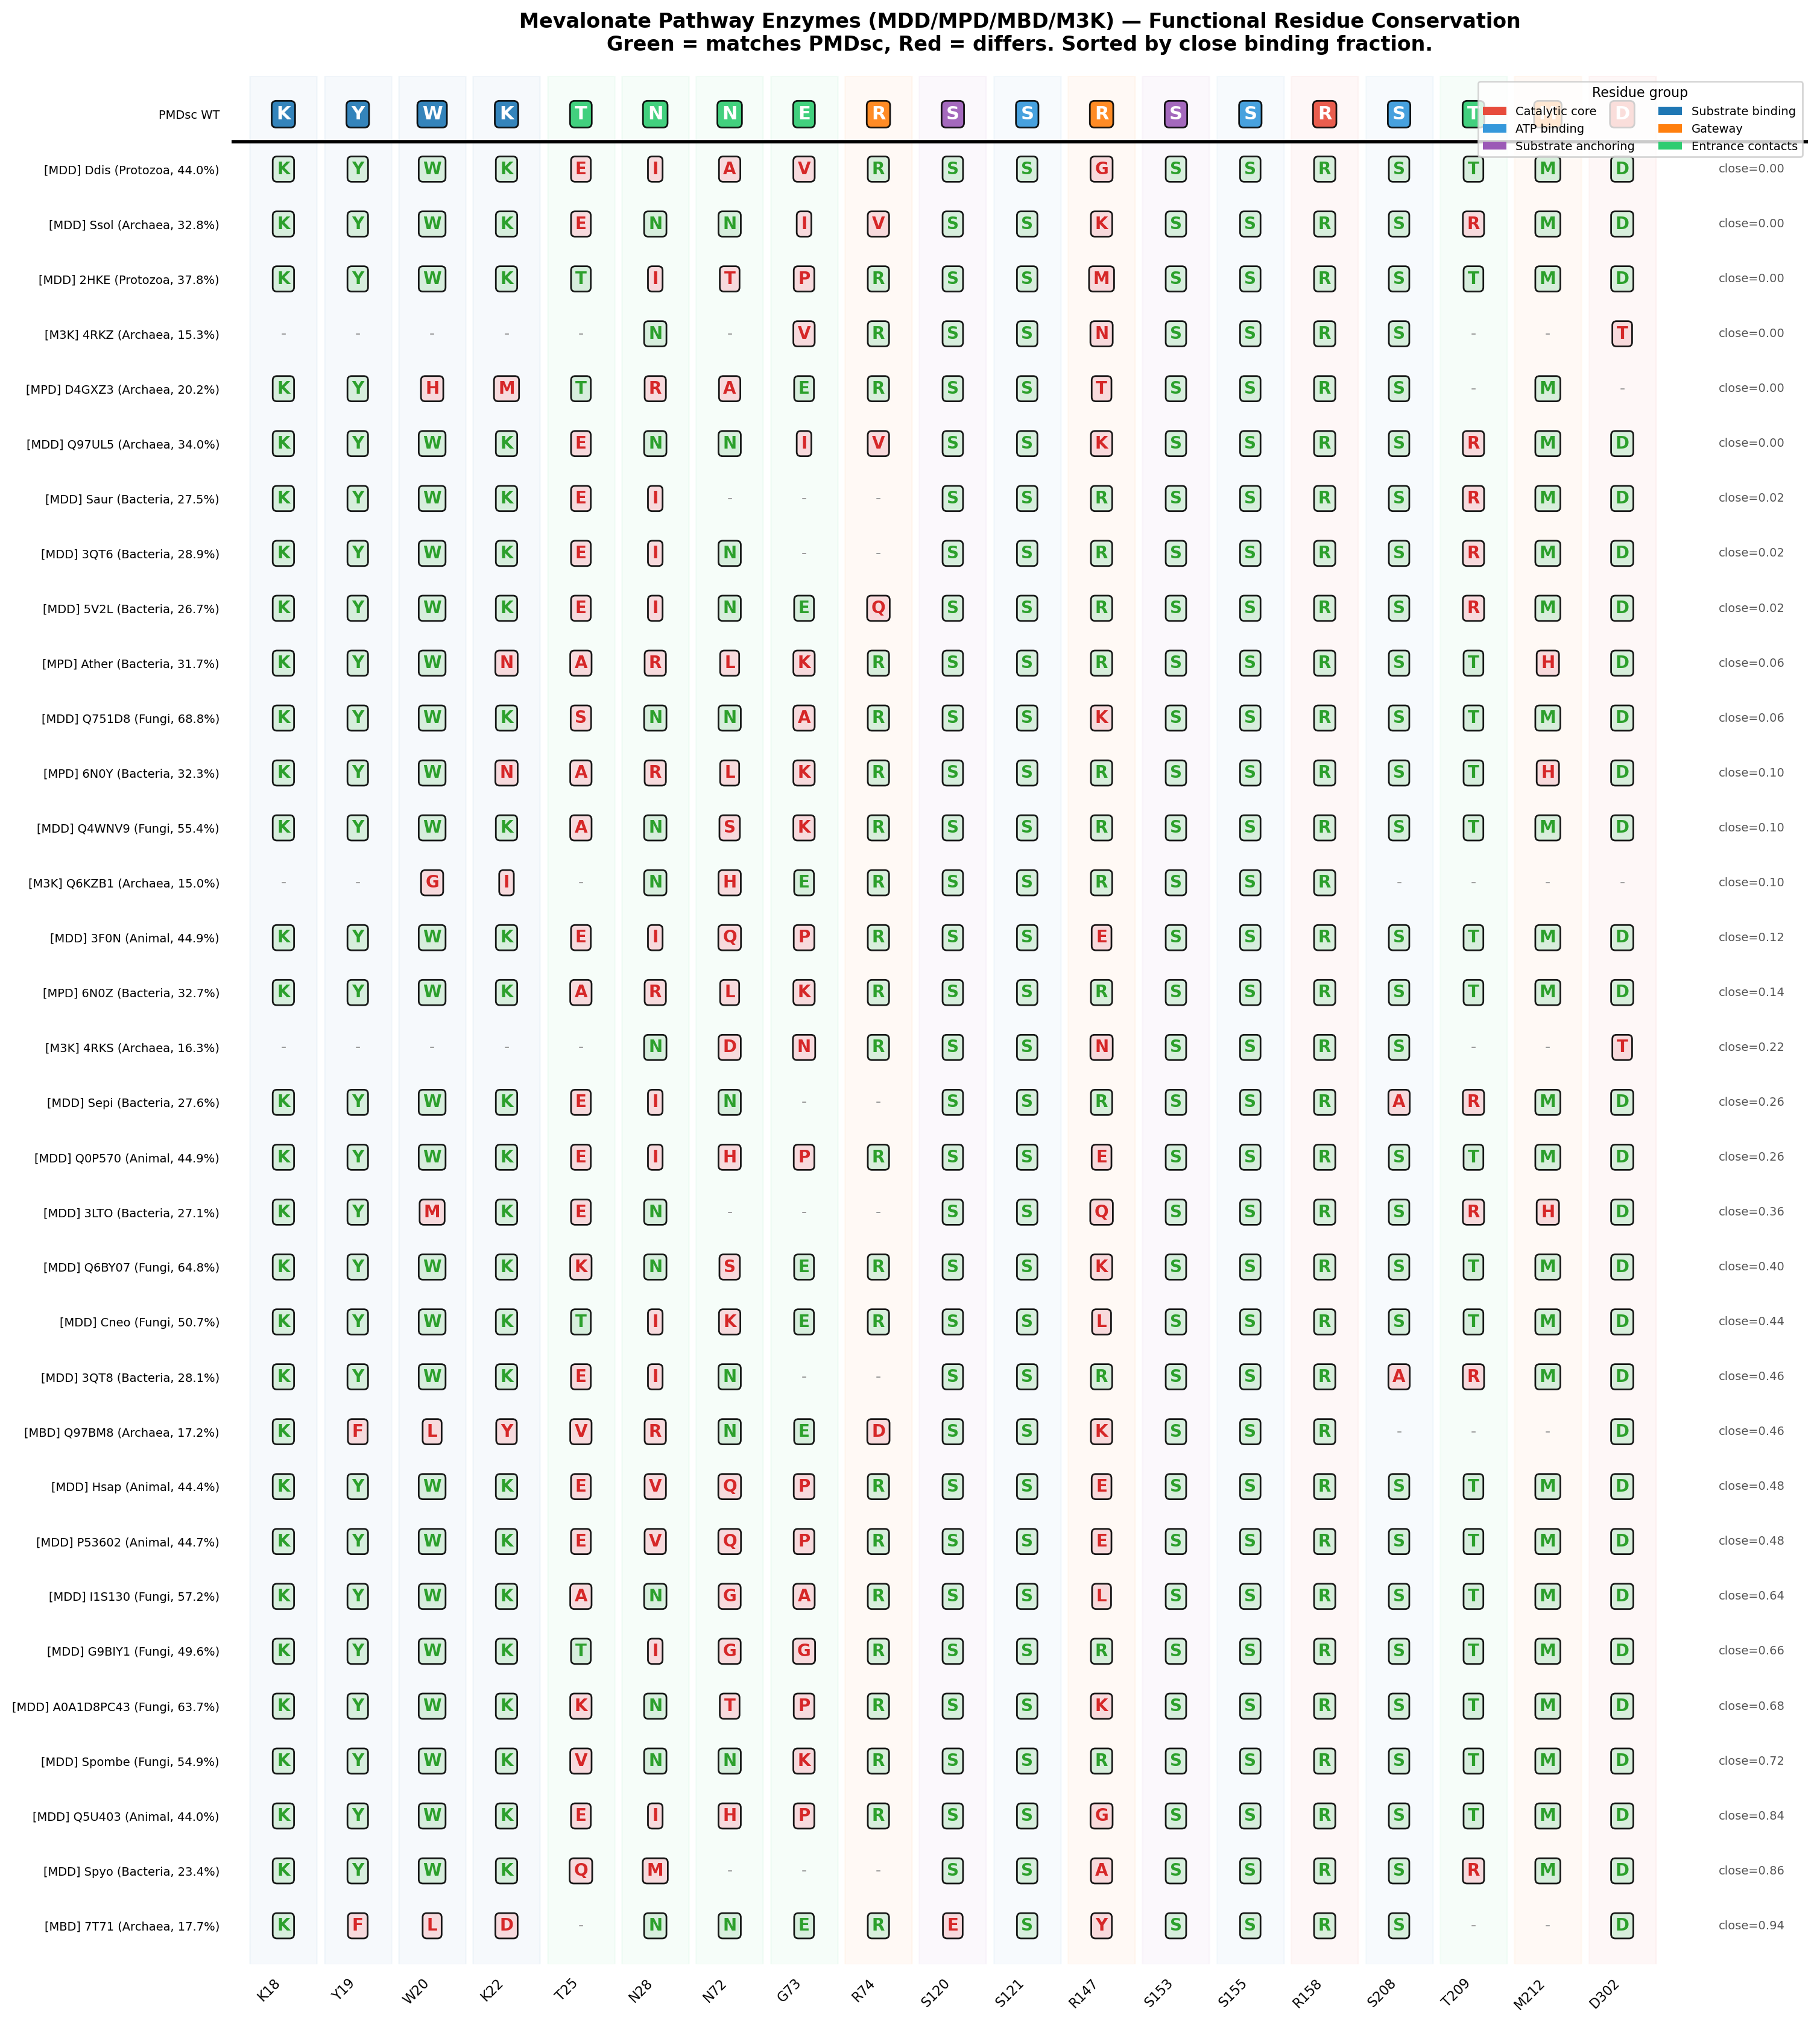 Mevalonate Pathway Enzymes (MDD/MPD/MBD/M3K) — Functional Residue Conservation
Green = matches PMDsc, Red = differs. Sorted by close binding fraction.
Residue group
Catalytic core Substrate binding
ATP binding Gateway
Substrate anchoring Entrance contacts
PMDsc WT K Y W K T N N E R S S R S S R S T D
[MDD] Ddis (Protozoa, 44.0%) K Y W K E I A V R S S G S S R S T M D close=0.00
[MDD] Ssol (Archaea, 32.8%) K Y W K E N N I V S S K S S R S R M D close=0.00
[MDD] 2HKE (Protozoa, 37.8%) K Y W K T I T P R S S M S S R S T M D close=0.00
[M3K] 4RKZ (Archaea, 15.3%) - - - - - N - V R S S N S S R S - - T close=0.00
[MPD] D4GXZ3 (Archaea, 20.2%) K Y H M T R A E R S S T S S R S - M - close=0.00
[MDD] Q97UL5 (Archaea, 34.0%) K Y W K E N N I V S S K S S R S R M D close=0.00
[MDD] Saur (Bacteria, 27.5%) K Y W K E I - - - S S R S S R S R M D close=0.02
[MDD] 3QT6 (Bacteria, 28.9%) K Y W K E I N - - S S R S S R S R M D close=0.02
[MDD] 5V2L (Bacteria, 26.7%) K Y W K E I N E Q S S R S S R S R M D close=0.02
[MPD] Ather (Bacteria, 31.7%) K Y W N A R L K R S S R S S R S T H D close=0.06
[MDD] Q751D8 (Fungi, 68.8%) K Y W K S N N A R S S K S S R S T M D close=0.06
[MPD] 6N0Y (Bacteria, 32.3%) K Y W N A R L K R S S R S S R S T H D close=0.10
[MDD] Q4WNV9 (Fungi, 55.4%) K Y W K A N S K R S S R S S R S T M D close=0.10
[M3K] Q6KZB1 (Archaea, 15.0%) - - G I - N H E R S S R S S R - - - - close=0.10
[MDD] 3F0N (Animal, 44.9%) K Y W K E I Q P R S S E S S R S T M D close=0.12
[MPD] 6N0Z (Bacteria, 32.7%) K Y W K A R L K R S S R S S R S T M D close=0.14
[M3K] 4RKS (Archaea, 16.3%) - - - - - N D N R S S N S S R S - - T close=0.22
[MDD] Sepi (Bacteria, 27.6%) K Y W K E I N - - S S R S S R A R M D close=0.26
[MDD] Q0P570 (Animal, 44.9%) K Y W K E I H P R S S E S S R S T M D close=0.26
[MDD] 3LTO (Bacteria, 27.1%) K Y M K E N - - - S S Q S S R S R H D close=0.36
[MDD] Q6BY07 (Fungi, 64.8%) K Y W K K N S E R S S K S S R S T M D close=0.40
[MDD] Cneo (Fungi, 50.7%) K Y W K T I K E R S S L S S R S T M D close=0.44
[MDD] 3QT8 (Bacteria, 28.1%) K Y W K E I N - - S S R S S R A R M D close=0.46
[MBD] Q97BM8 (Archaea, 17.2%) K F L Y V R N E D S S K S S R - - - D close=0.46
[MDD] Hsap (Animal, 44.4%) K Y W K E V Q P R S S E S S R S T M D close=0.48
[MDD] P53602 (Animal, 44.7%) K Y W K E V Q P R S S E S S R S T M D close=0.48
[MDD] I1S130 (Fungi, 57.2%) K Y W K A N G A R S S L S S R S T M D close=0.64
[MDD] G9BIY1 (Fungi, 49.6%) K Y W K T I G G R S S R S S R S T M D close=0.66
[MDD] A0A1D8PC43 (Fungi, 63.7%) K Y W K K N T P R S S K S S R S T M D close=0.68
[MDD] Spombe (Fungi, 54.9%) K Y W K V N N K R S S R S S R S T M D close=0.72
[MDD] Q5U403 (Animal, 44.0%) K Y W K E I H P R S S G S S R S T M D close=0.84
[MDD] Spyo (Bacteria, 23.4%) K Y W K Q M - - - S S A S S R S R M D close=0.86
[MBD] 7T71 (Archaea, 17.7%) K F L D - N N E R E S Y S S R S - - D close=0.94
K18 Y19 W20 K22 T25 N28 N72 G73 R74 S120 S121 R147 S153 S155 R158 S208 T209 M212 D302